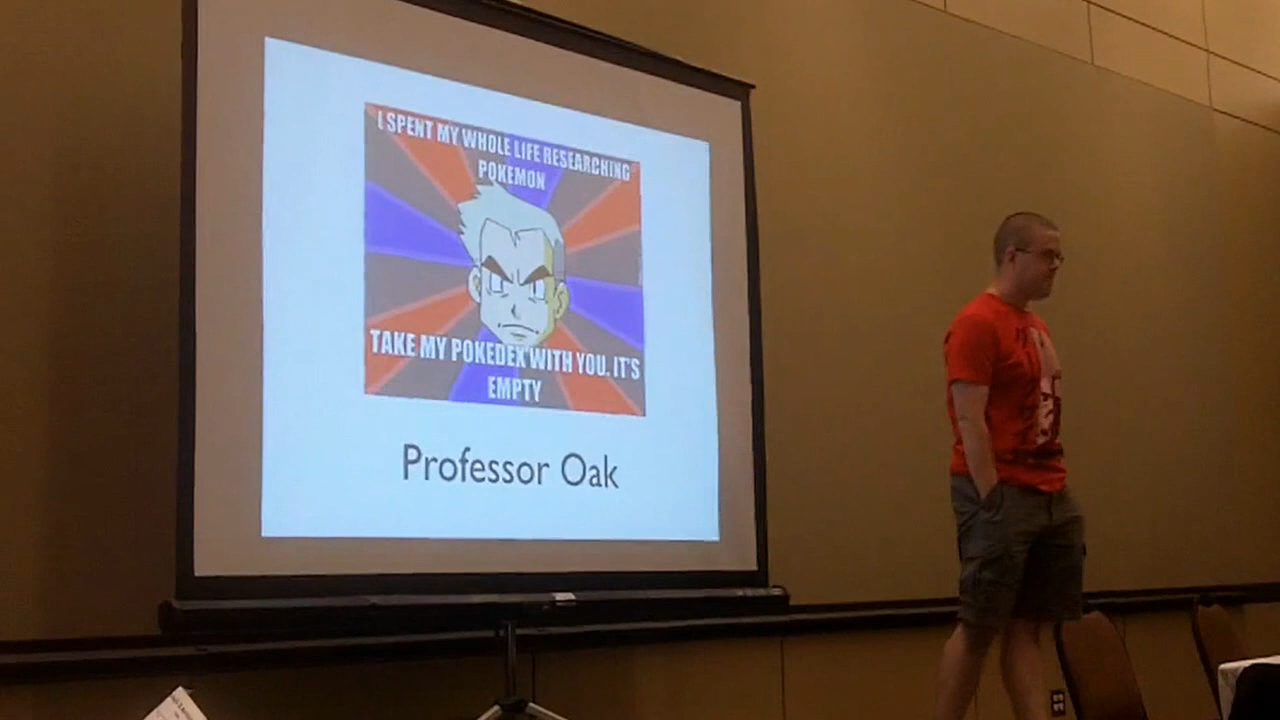 I SPENT MY WHOLE LIFE RESEARCHING
POKEMON
TAKE MY POKEDEX WITH YOU. IT'S
EMPTY
Professor Oak